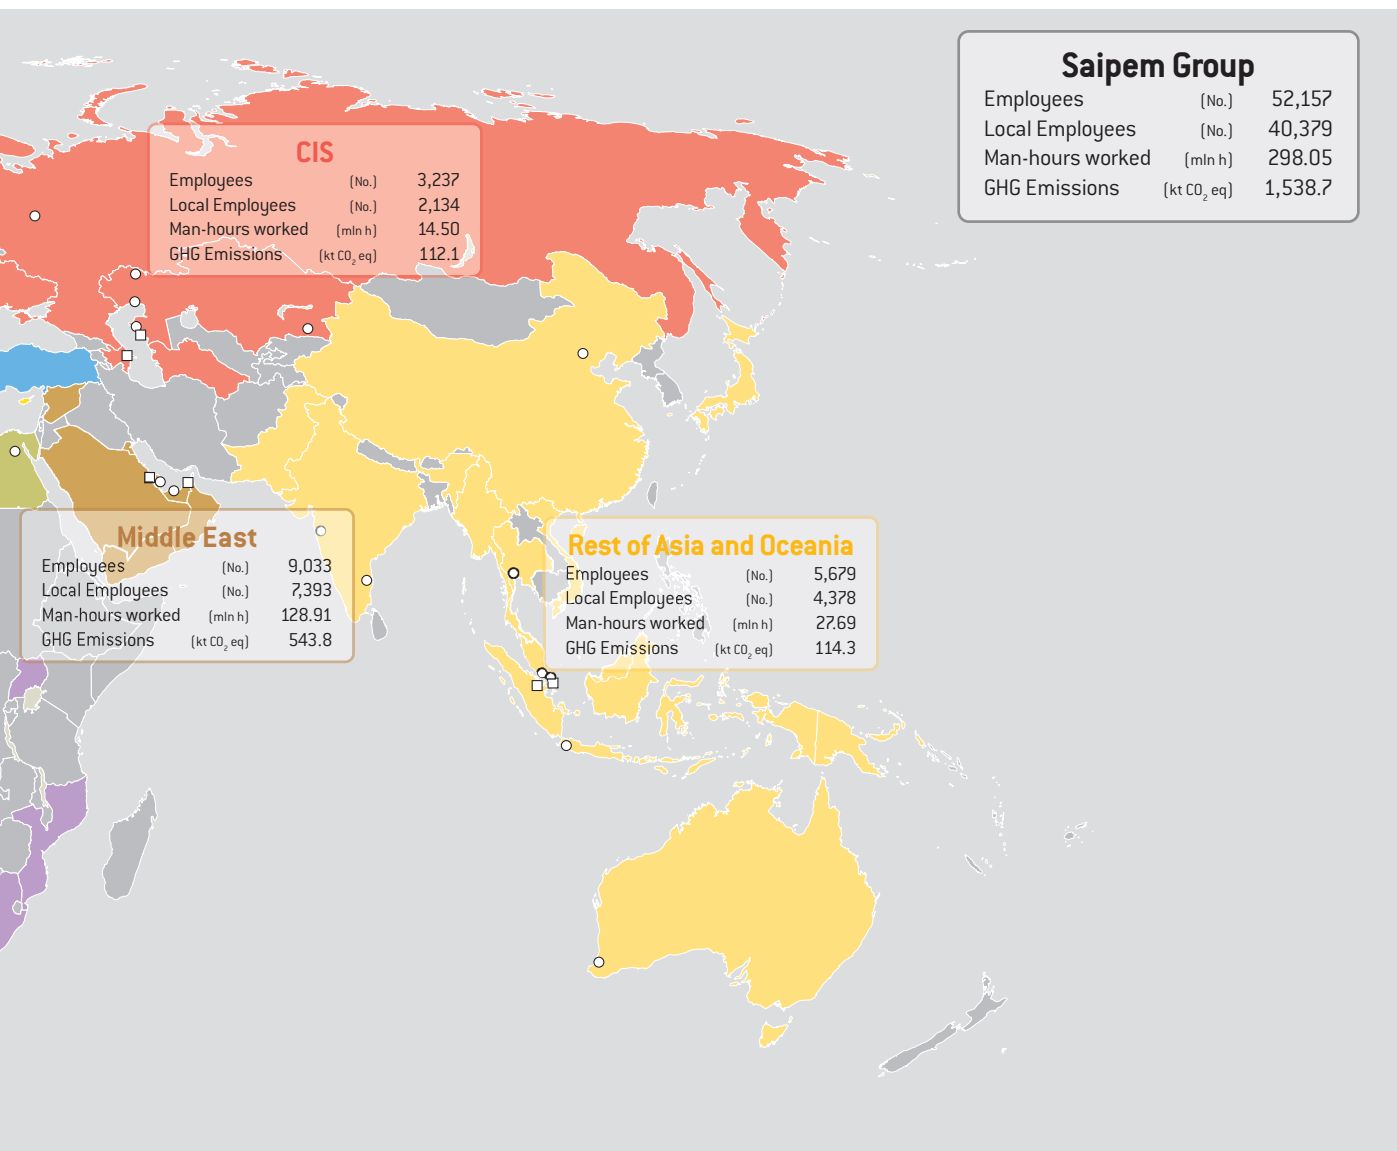 Saipem Group
Employees (No.) 52,157
Local Employees (No.) 40,379
Man-hours worked (mln h) 298.05
GHG Emissions (kt CO₂ eq) 1,538.7
CIS
Employees (No.) 3,237
Local Employees (No.) 2,134
Man-hours worked (mln h) 14.50
GHG Emissions (kt CO₂ eq) 112.1
Middle East
Employees (No.) 9,033
Local Employees (No.) 7,393
Man-hours worked (mln h) 128.91
GHG Emissions (kt CO₂ eq) 543.8
Rest of Asia and Oceania
Employees (No.) 5,679
Local Employees (No.) 4,378
Man-hours worked (mln h) 27.69
GHG Emissions (kt CO₂ eq) 114.3